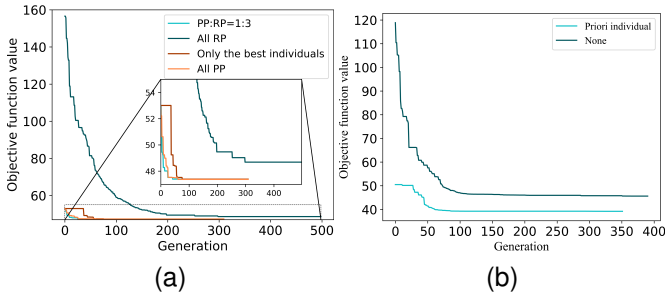 160
140
120
100
80
60
Objective function value
PP:RP=1:3
All RP
Only the best individuals
All PP
54
52
50
48
0 100 200 300 400
0 100 200 300 400 500
Generation
(a)
120
110
100
90
80
70
60
50
40
Objective function value
Priori individual
None
0 50 100 150 200 250 300 350 400
Generation
(b)